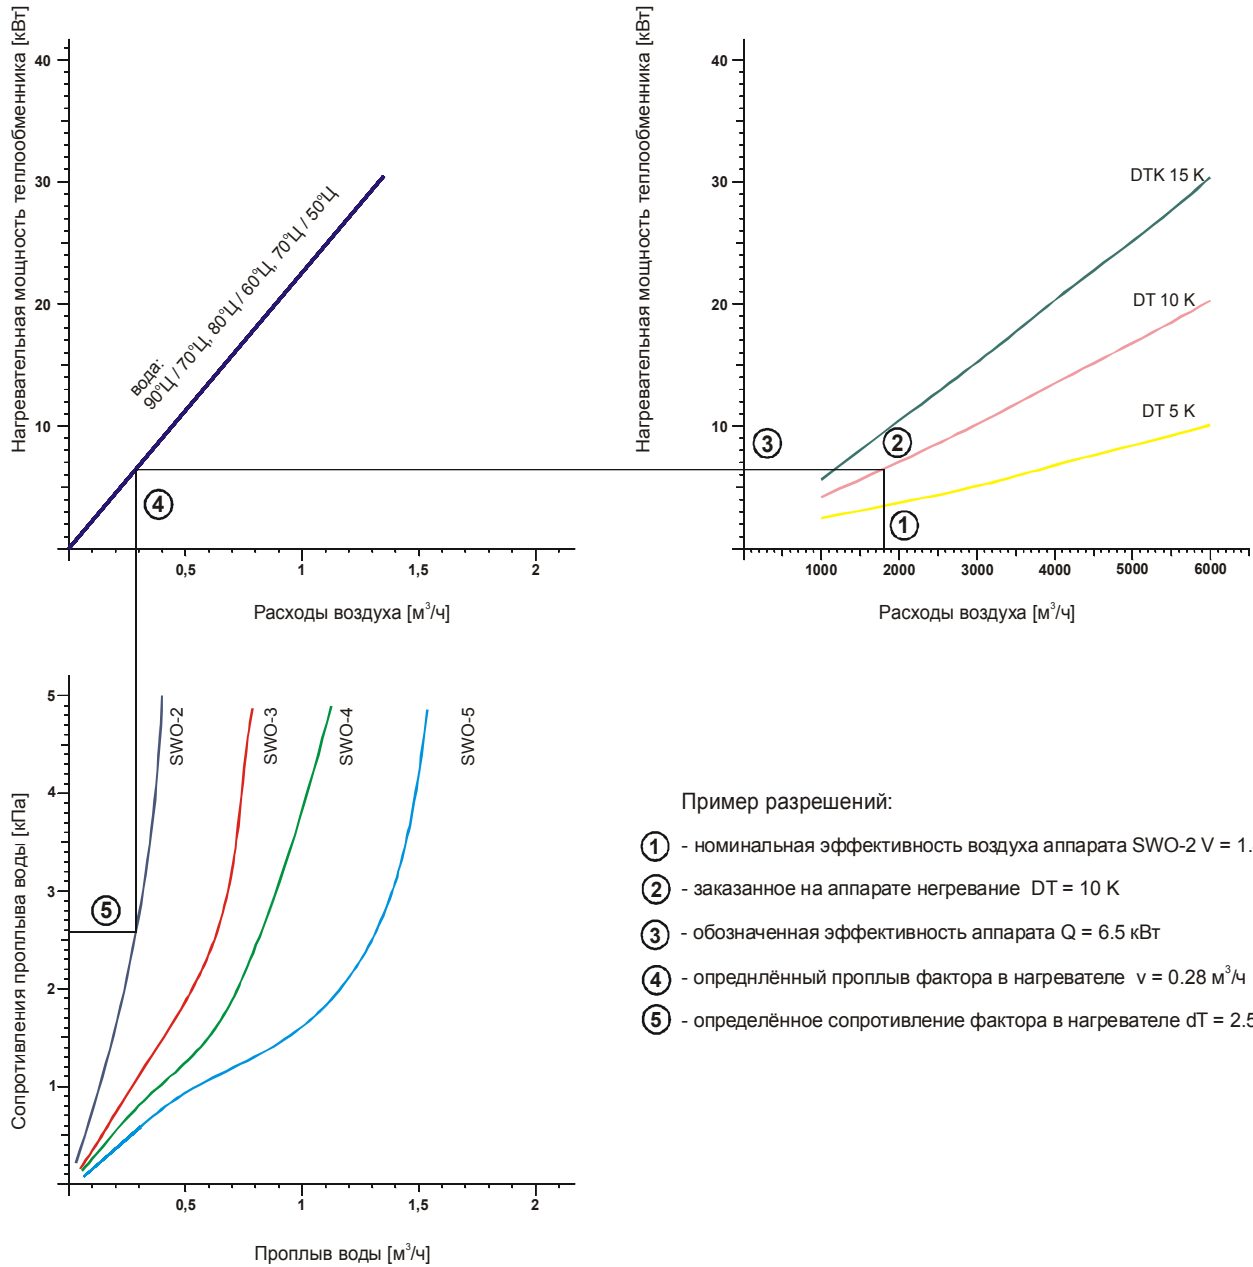 Нагревательная мощность теплообменника [кВт]
40
30
20
10
вода:
90°Ц / 70°Ц, 80°Ц / 60°Ц, 70°Ц / 50°Ц
4
0,5 1 2
Расходы воздуха [м³/ч]
Нагревательная мощность теплообменника [кВт]
40
30
20
10
DTK 15 K
DT 10 K
DT 5 K
3
2
1
1000 2000 3000 4000 5000 6000
Расходы воздуха [м³/ч]
Сопротивления проплыва воды [кПа]
5
4
3
2
1
SWO-2
SWO-3
SWO-4
SWO-5
5
0,5 1 1,5 2
Проплыв воды [м³/ч]
Пример разрешений:
1 - номинальная эффективность воздуха аппарата SWO-2 V = 1.
2 - заказанное на аппарате негревание DT = 10 K
3 - обозначенная эффективность аппарата Q = 6.5 кВт
4 - опреднлённый проплыв фактора в нагревателе v = 0.28 м³/ч
5 - определённое сопротивление фактора в нагревателе dT = 2.5